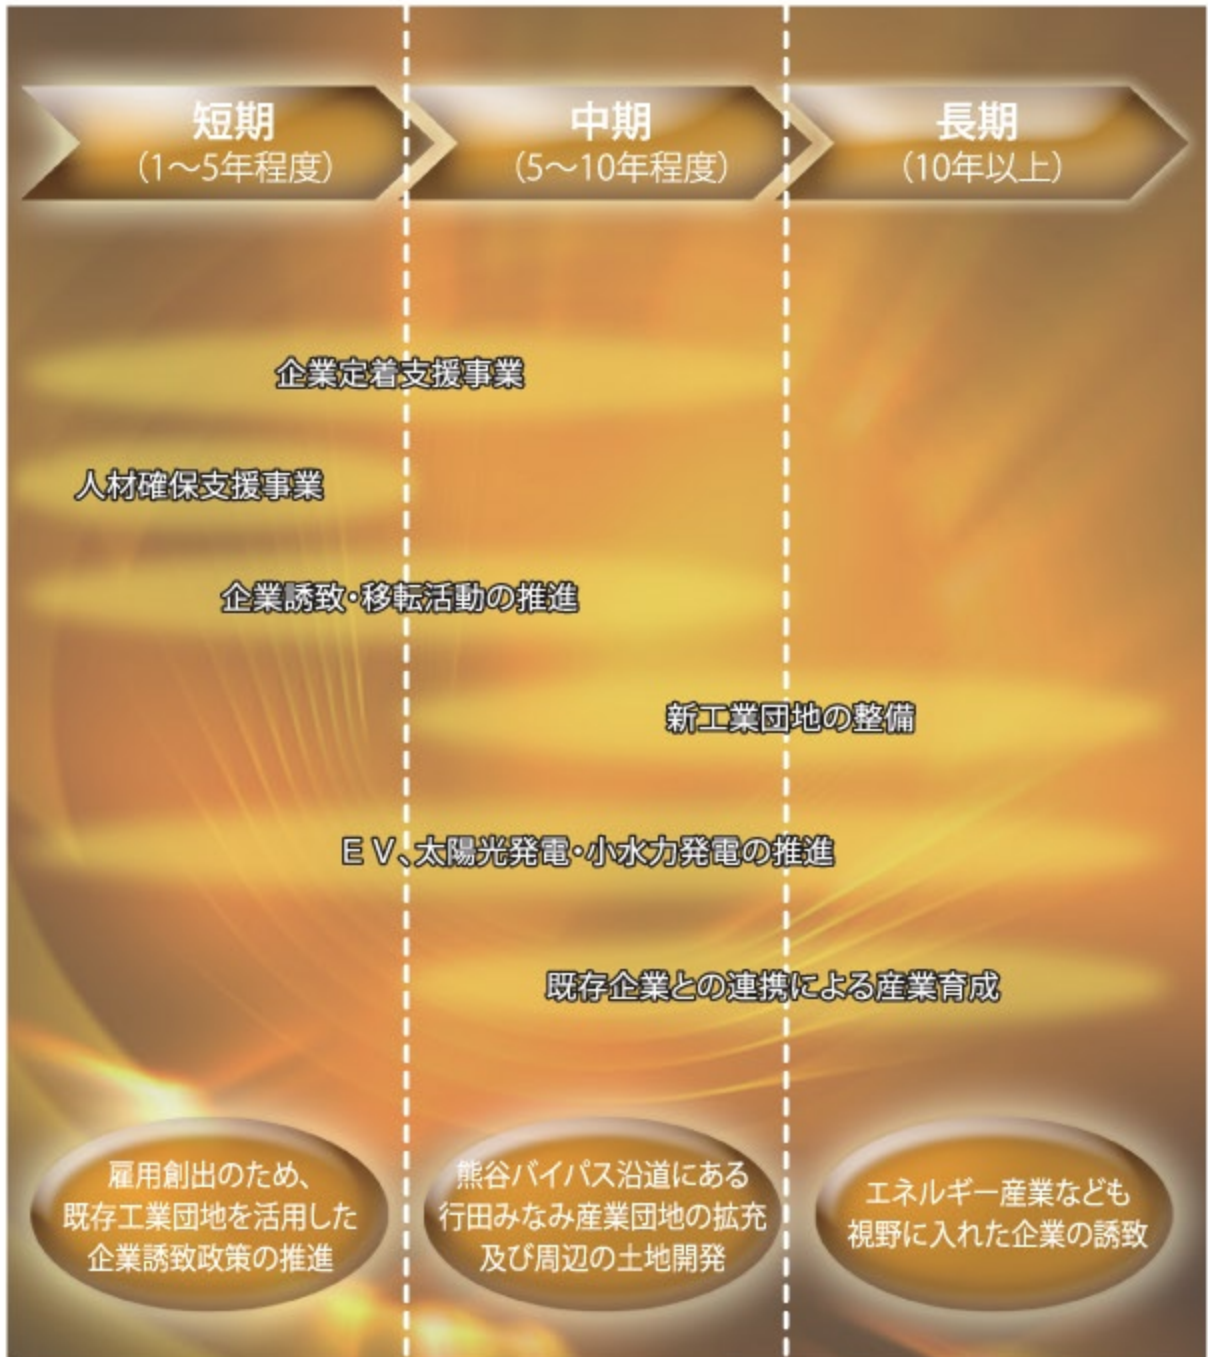 短期
（1～5年程度）
中期
（5～10年程度）
長期
（10年以上）
企業定着支援事業
人材確保支援事業
企業誘致・移転活動の推進
新工業団地の整備
ＥＶ、太陽光発電・小水力発電の推進
既存企業との連携による産業育成
雇用創出のため、
既存工業団地を活用した
企業誘致政策の推進
熊谷バイパス沿道にある
行田みなみ産業団地の拡充
及び周辺の土地開発
エネルギー産業なども
視野に入れた企業の誘致